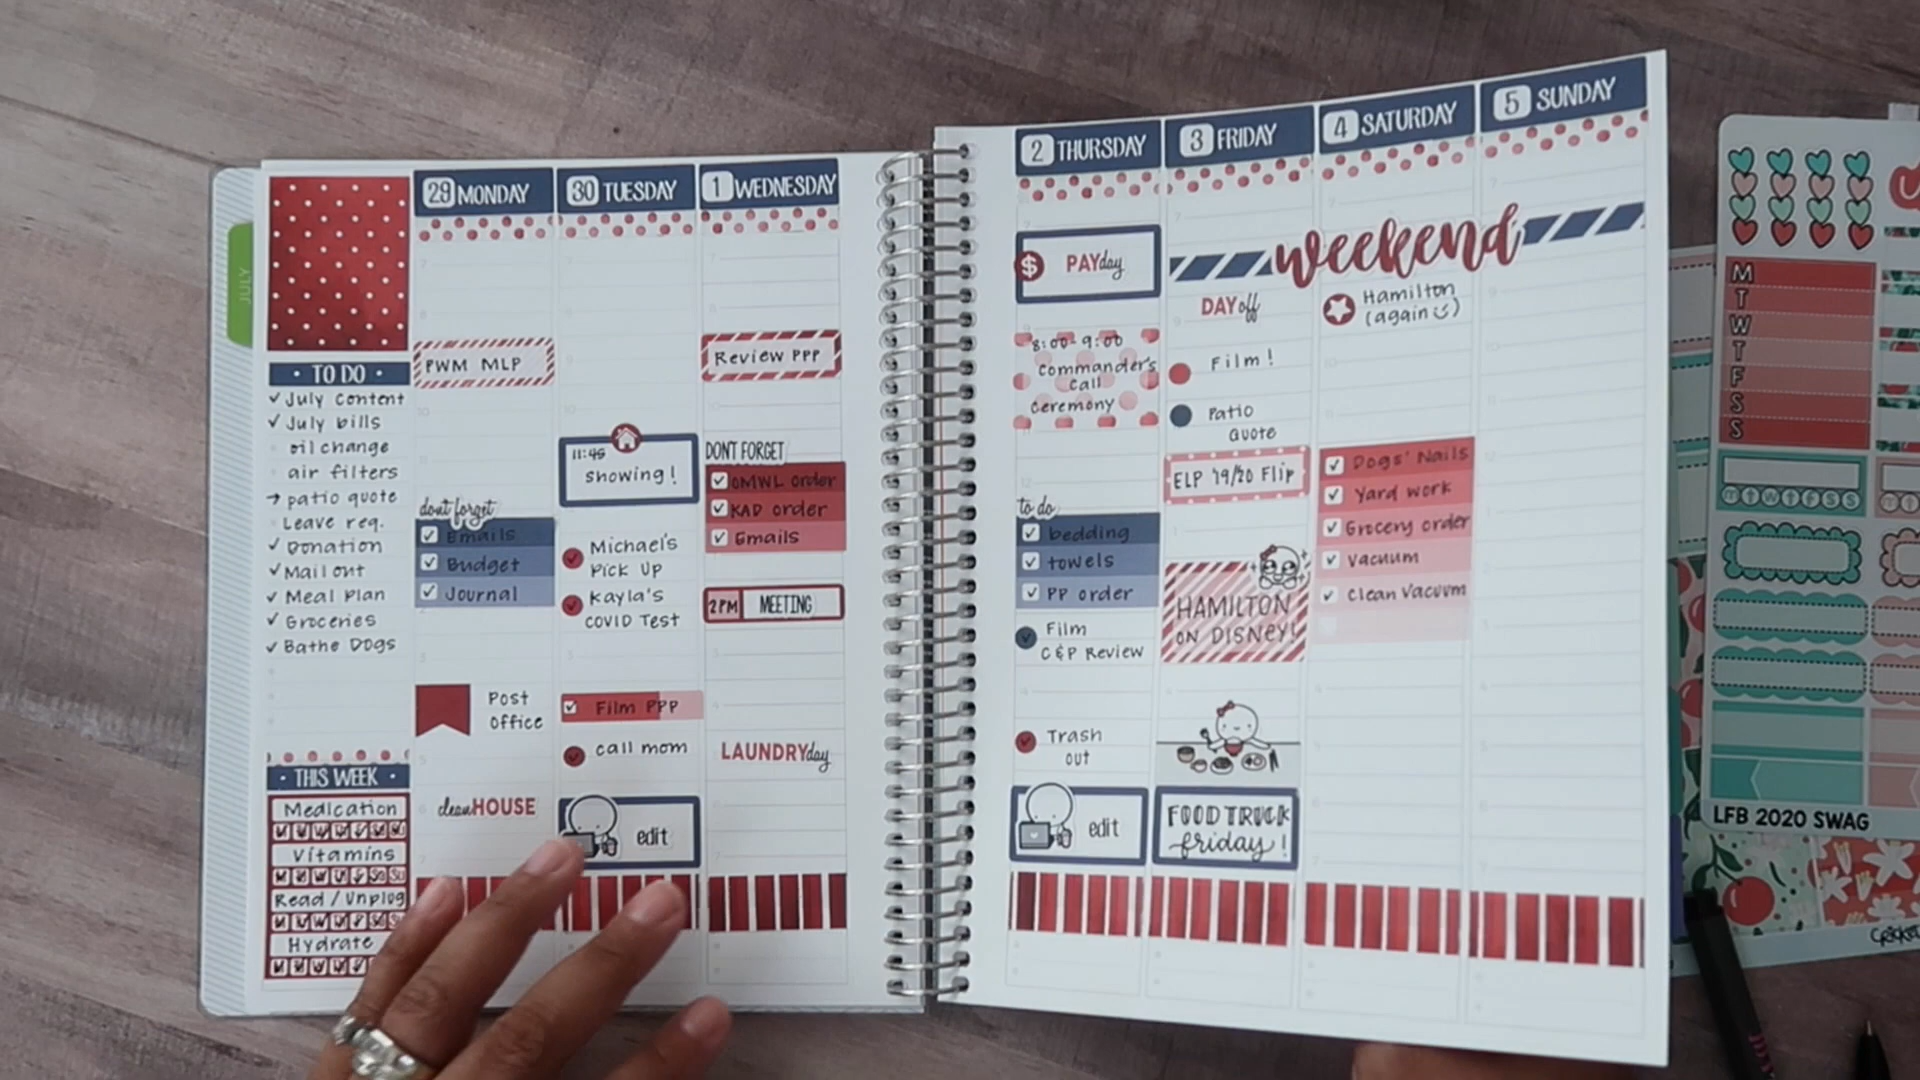 JULY
TO DO
✓ July content
✓ July bills
oil change
air filters
→ patio quote
Leave req.
✓ Donation
✓ Mail out
✓ Meal Plan
✓ Groceries
✓ Bathe Dogs
THIS WEEK
Medication
Vitamins
Read / Unplug
Hydrate
29 MONDAY
PWM MLP
don't forget
Emails
Budget
Journal
Post
Office
clean HOUSE
30 TUESDAY
11:45
Showing!
Michael's
Pick Up
Kayla's
COVID Test
Film PPP
call mom
edit
1 WEDNESDAY
Review PPP
DON'T FORGET
OMWL order
KAD order
Emails
2PM MEETING
LAUNDRY day
2 THURSDAY
$ PAYday
8:00-9:00
Commander's
Call
Ceremony
to do
bedding
towels
PP order
Film
C&P Review
Trash
out
edit
3 FRIDAY
weekend
DAY off
Film!
Patio
Quote
ELP 19/20 Flip
HAMILTON
ON DISNEY!
FOOD TRUCK
friday!
4 SATURDAY
Hamilton
(again ☺)
Dogs' Nails
Yard work
Grocery order
Vacuum
Clean Vacuum
5 SUNDAY
M
T
W
T
F
S
S
m t w t f s s
LFB 2020 SWAG